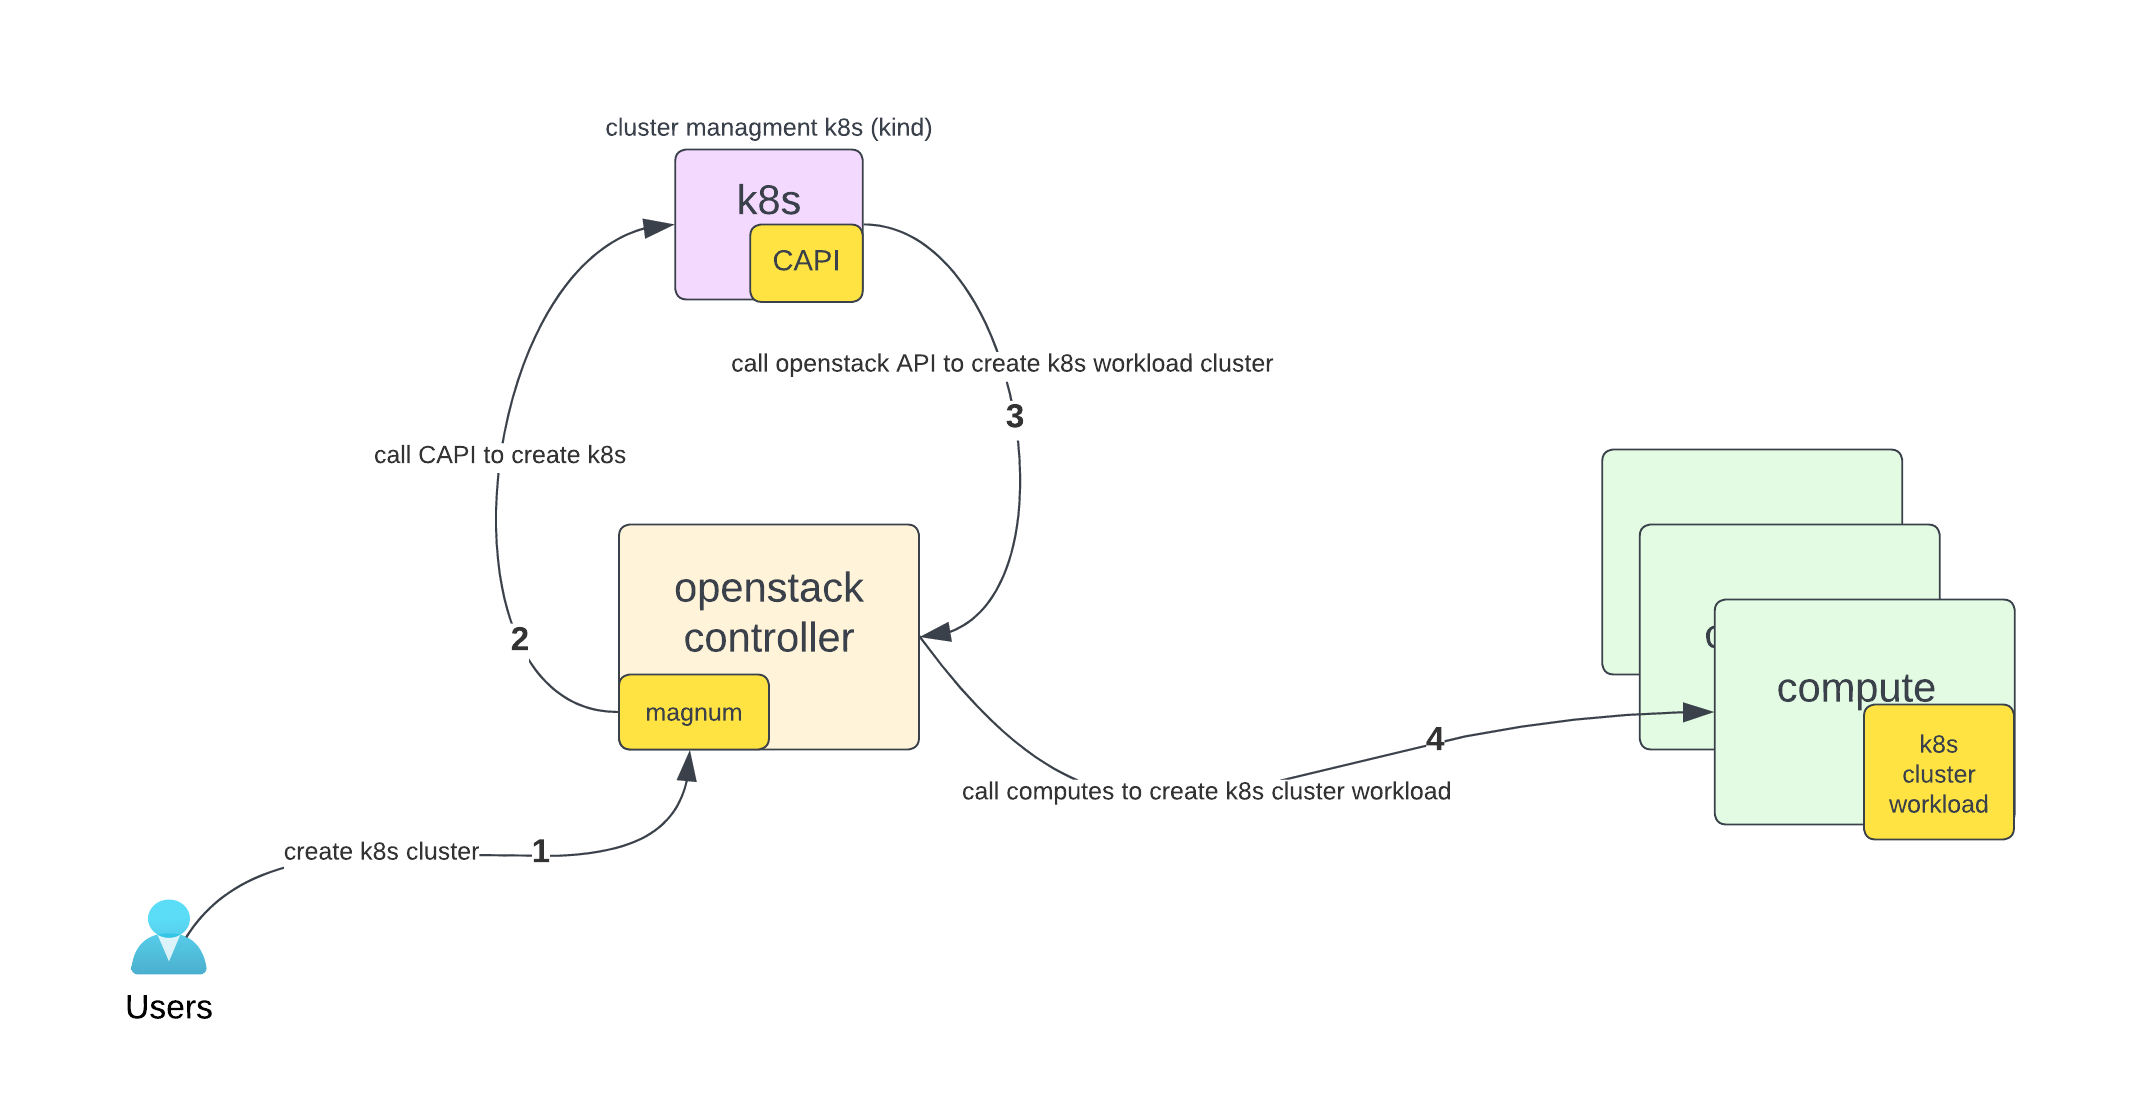 cluster managment k8s (kind)
k8s
CAPI
call openstack API to create k8s workload cluster
3
call CAPI to create k8s
2
openstack
controller
magnum
compute
k8s
cluster
workload
4
call computes to create k8s cluster workload
create k8s cluster
1
Users